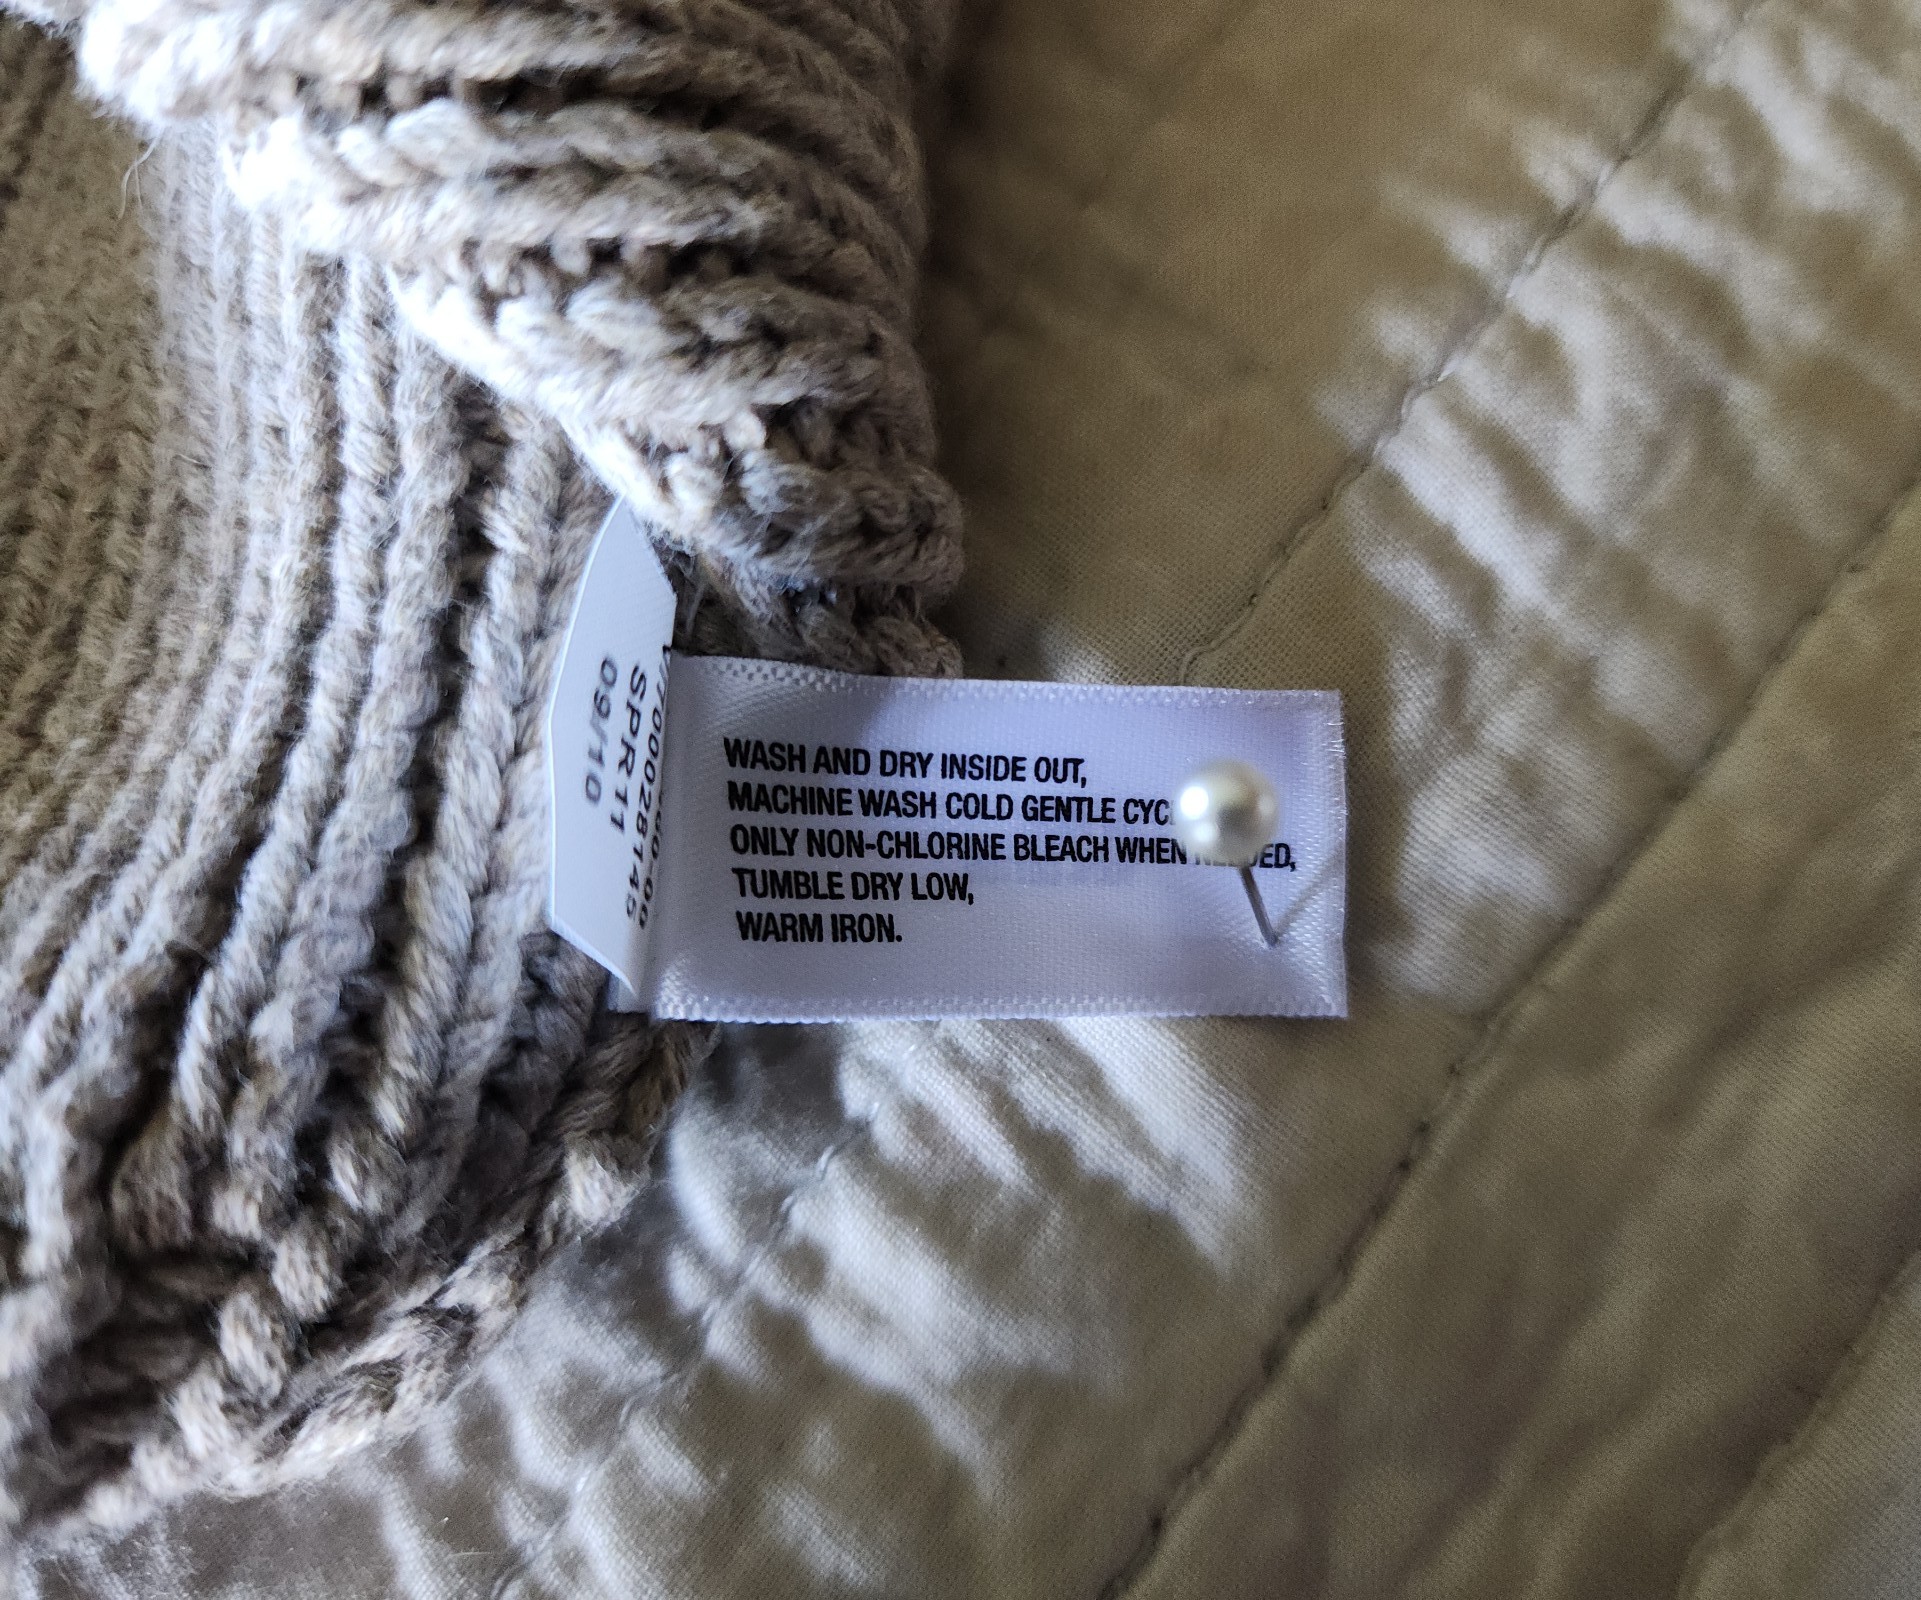 WASH AND DRY INSIDE OUT,
MACHINE WASH COLD GENTLE
ONLY NON-CHLORINE BLEACH WHEN
TUMBLE DRY LOW,
WARM IRON.
SPR11
09/10